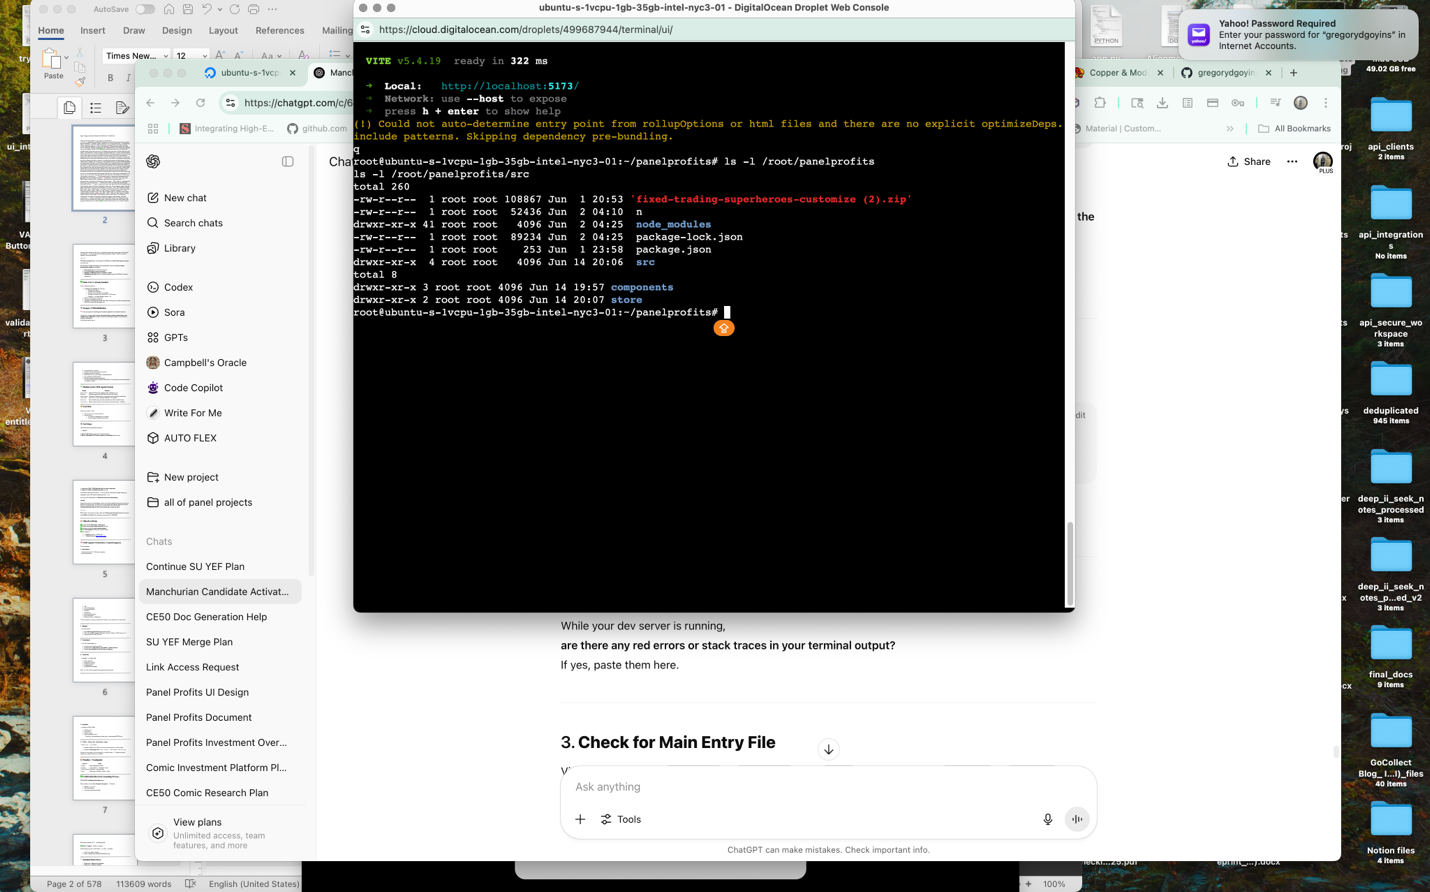 AutoSave
Home Insert Draw Design Layout References Mailing
Paste
Times New... 12
B I
ubuntu-s-1vcpu-1gb-35gb-intel-nyc3-01 - DigitalOcean Droplet Web Console
https://cloud.digitalocean.com/droplets/499687944/terminal/ui/
VITE v5.4.19 ready in 322 ms
➜ Local: http://localhost:5173/
➜ Network: use --host to expose
➜ press h + enter to show help
(!) Could not auto-determine entry point from rollupOptions or html files and there are no explicit optimizeDeps.
include patterns. Skipping dependency pre-bundling.
q
root@ubuntu-s-1vcpu-1gb-35gb-intel-nyc3-01:~/panelprofits# ls -l /root/panelprofits
ls -l /root/panelprofits/src
total 260
-rw-r--r-- 1 root root 108867 Jun 1 20:53 'fixed-trading-superheroes-customize (2).zip'
-rw-r--r-- 1 root root 52436 Jun 2 04:10 n
drwxr-xr-x 41 root root 4096 Jun 2 04:25 node_modules
-rw-r--r-- 1 root root 89234 Jun 2 04:25 package-lock.json
-rw-r--r-- 1 root root 253 Jun 1 23:58 package.json
drwxr-xr-x 4 root root 4096 Jun 14 20:06 src
total 8
drwxr-xr-x 3 root root 4096 Jun 14 19:57 components
drwxr-xr-x 2 root root 4096 Jun 14 20:07 store
root@ubuntu-s-1vcpu-1gb-35gb-intel-nyc3-01:~/panelprofits#
Yahoo! Password Required
Enter your password for "gregorydgoyins" in
Internet Accounts.
ubuntu-s-1vcp
Manc
Copper & Mod
gregorydgoyin
https://chatgpt.com/c/6
Integrating High-E...
github.com
Material | Custom...
All Bookmarks
Cha
Share
PLUS
New chat
Search chats
Library
Codex
Sora
GPTs
Campbell's Oracle
Code Copilot
Write For Me
AUTO FLEX
New project
all of panel projects
Chats
Continue SU YEF Plan
Manchurian Candidate Activat...
CE50 Doc Generation Help
SU YEF Merge Plan
Link Access Request
Panel Profits UI Design
Panel Profits Document
Panel Profits Investment Over...
Comic Investment Platform Pl...
CE50 Comic Research Plan
View plans
Unlimited access, team
features, and more
the
dit
While your dev server is running,
are there any red errors or stack traces in your terminal output?
If yes, paste them here.
3. Check for Main Entry File
Ask anything
Tools
ChatGPT can make mistakes. Check important info.
2
3
4
5
6
7
Page 2 of 578 113609 words English (United States)
100%
PYTHON
49.02 GB free
api_clients
2 items
api_integration
s
No items
api_secure_wo
rkspace
3 items
deduplicated
945 items
deep_ii_seek_n
otes_processed
3 items
deep_ii_seek_n
otes_p...ed_v2
3 items
final_docs
9 items
GoCollect
Blog_ I...I)_files
40 items
Notion files
4 items